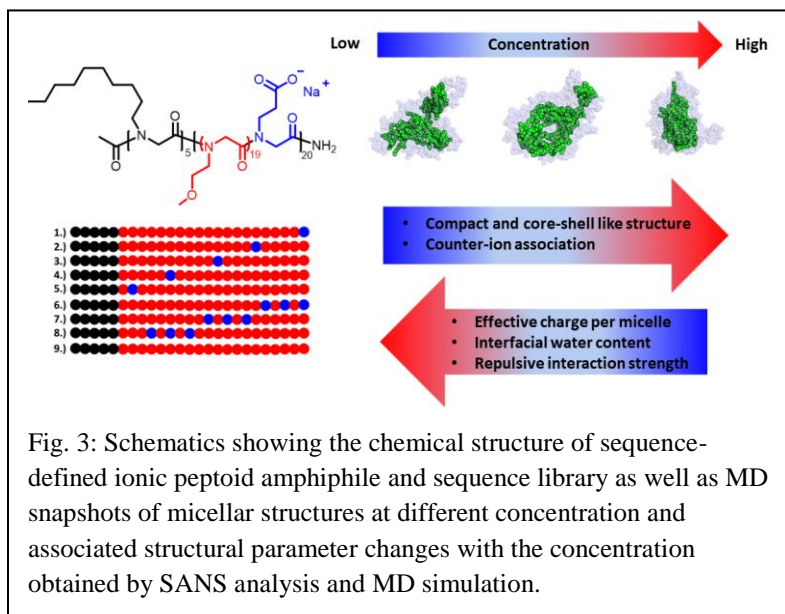 Low Concentration High
O
O⁻
Na⁺
N
O
5
N
O
19
N
O
20
NH₂
O
O
1.)
2.)
3.)
4.)
5.)
6.)
7.)
8.)
9.)
• Compact and core-shell like structure
• Counter-ion association
• Effective charge per micelle
• Interfacial water content
• Repulsive interaction strength
Fig. 3: Schematics showing the chemical structure of sequence-
defined ionic peptoid amphiphile and sequence library as well as MD
snapshots of micellar structures at different concentration and
associated structural parameter changes with the concentration
obtained by SANS analysis and MD simulation.